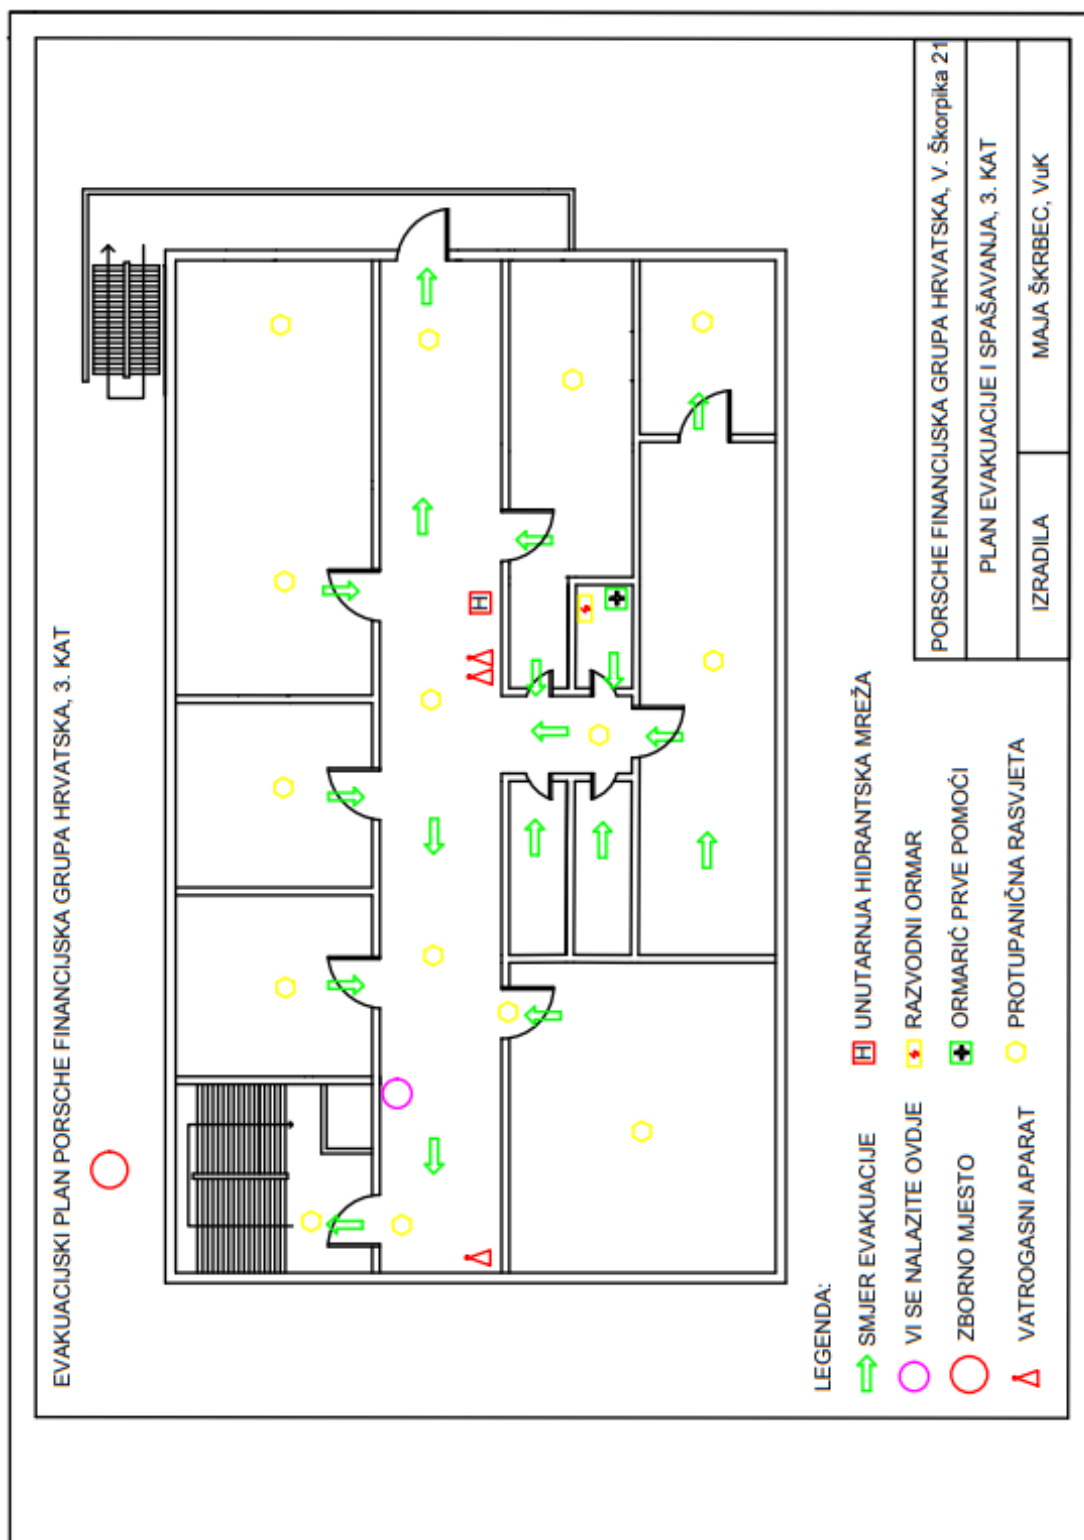 EVAKUACIJSKI PLAN PORSCHE FINANCIJSKA GRUPA HRVATSKA, 3. KAT
H
LEGENDA:
SMJER EVAKUACIJE
VI SE NALAZITE OVDJE
ZBORNO MJESTO
VATROGASNI APARAT
H UNUTARNJA HIDRANTSKA MREŽA
RAZVODNI ORMAR
ORMARIĆ PRVE POMOĆI
PROTUPANIČNA RASVJETA
PORSCHE FINANCIJSKA GRUPA HRVATSKA, V. Škorpika 21
PLAN EVAKUACIJE I SPAŠAVANJA, 3. KAT
IZRADILA
MAJA ŠKRBEC, VuK